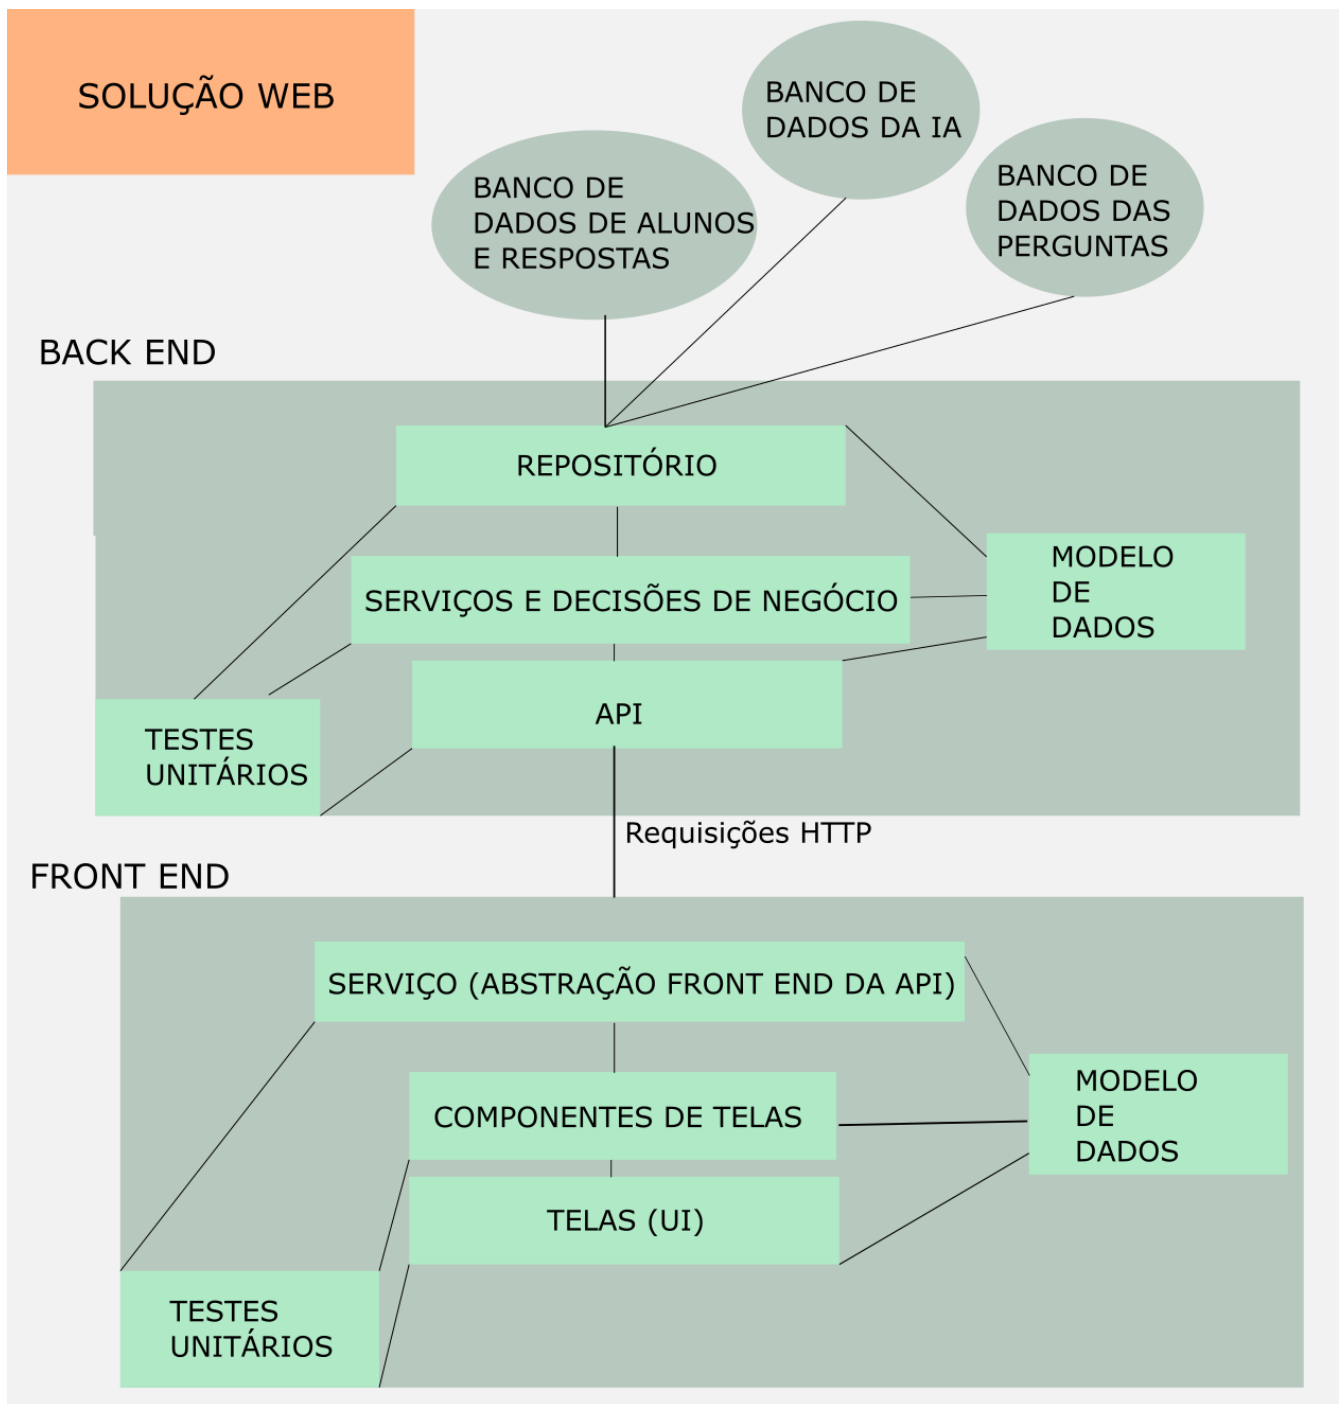 SOLUÇÃO WEB
BANCO DE
DADOS DA IA
BANCO DE
DADOS DE ALUNOS
E RESPOSTAS
BANCO DE
DADOS DAS
PERGUNTAS
BACK END
REPOSITÓRIO
SERVIÇOS E DECISÕES DE NEGÓCIO
MODELO
DE
DADOS
API
TESTES
UNITÁRIOS
Requisições HTTP
FRONT END
SERVIÇO (ABSTRAÇÃO FRONT END DA API)
COMPONENTES DE TELAS
MODELO
DE
DADOS
TELAS (UI)
TESTES
UNITÁRIOS